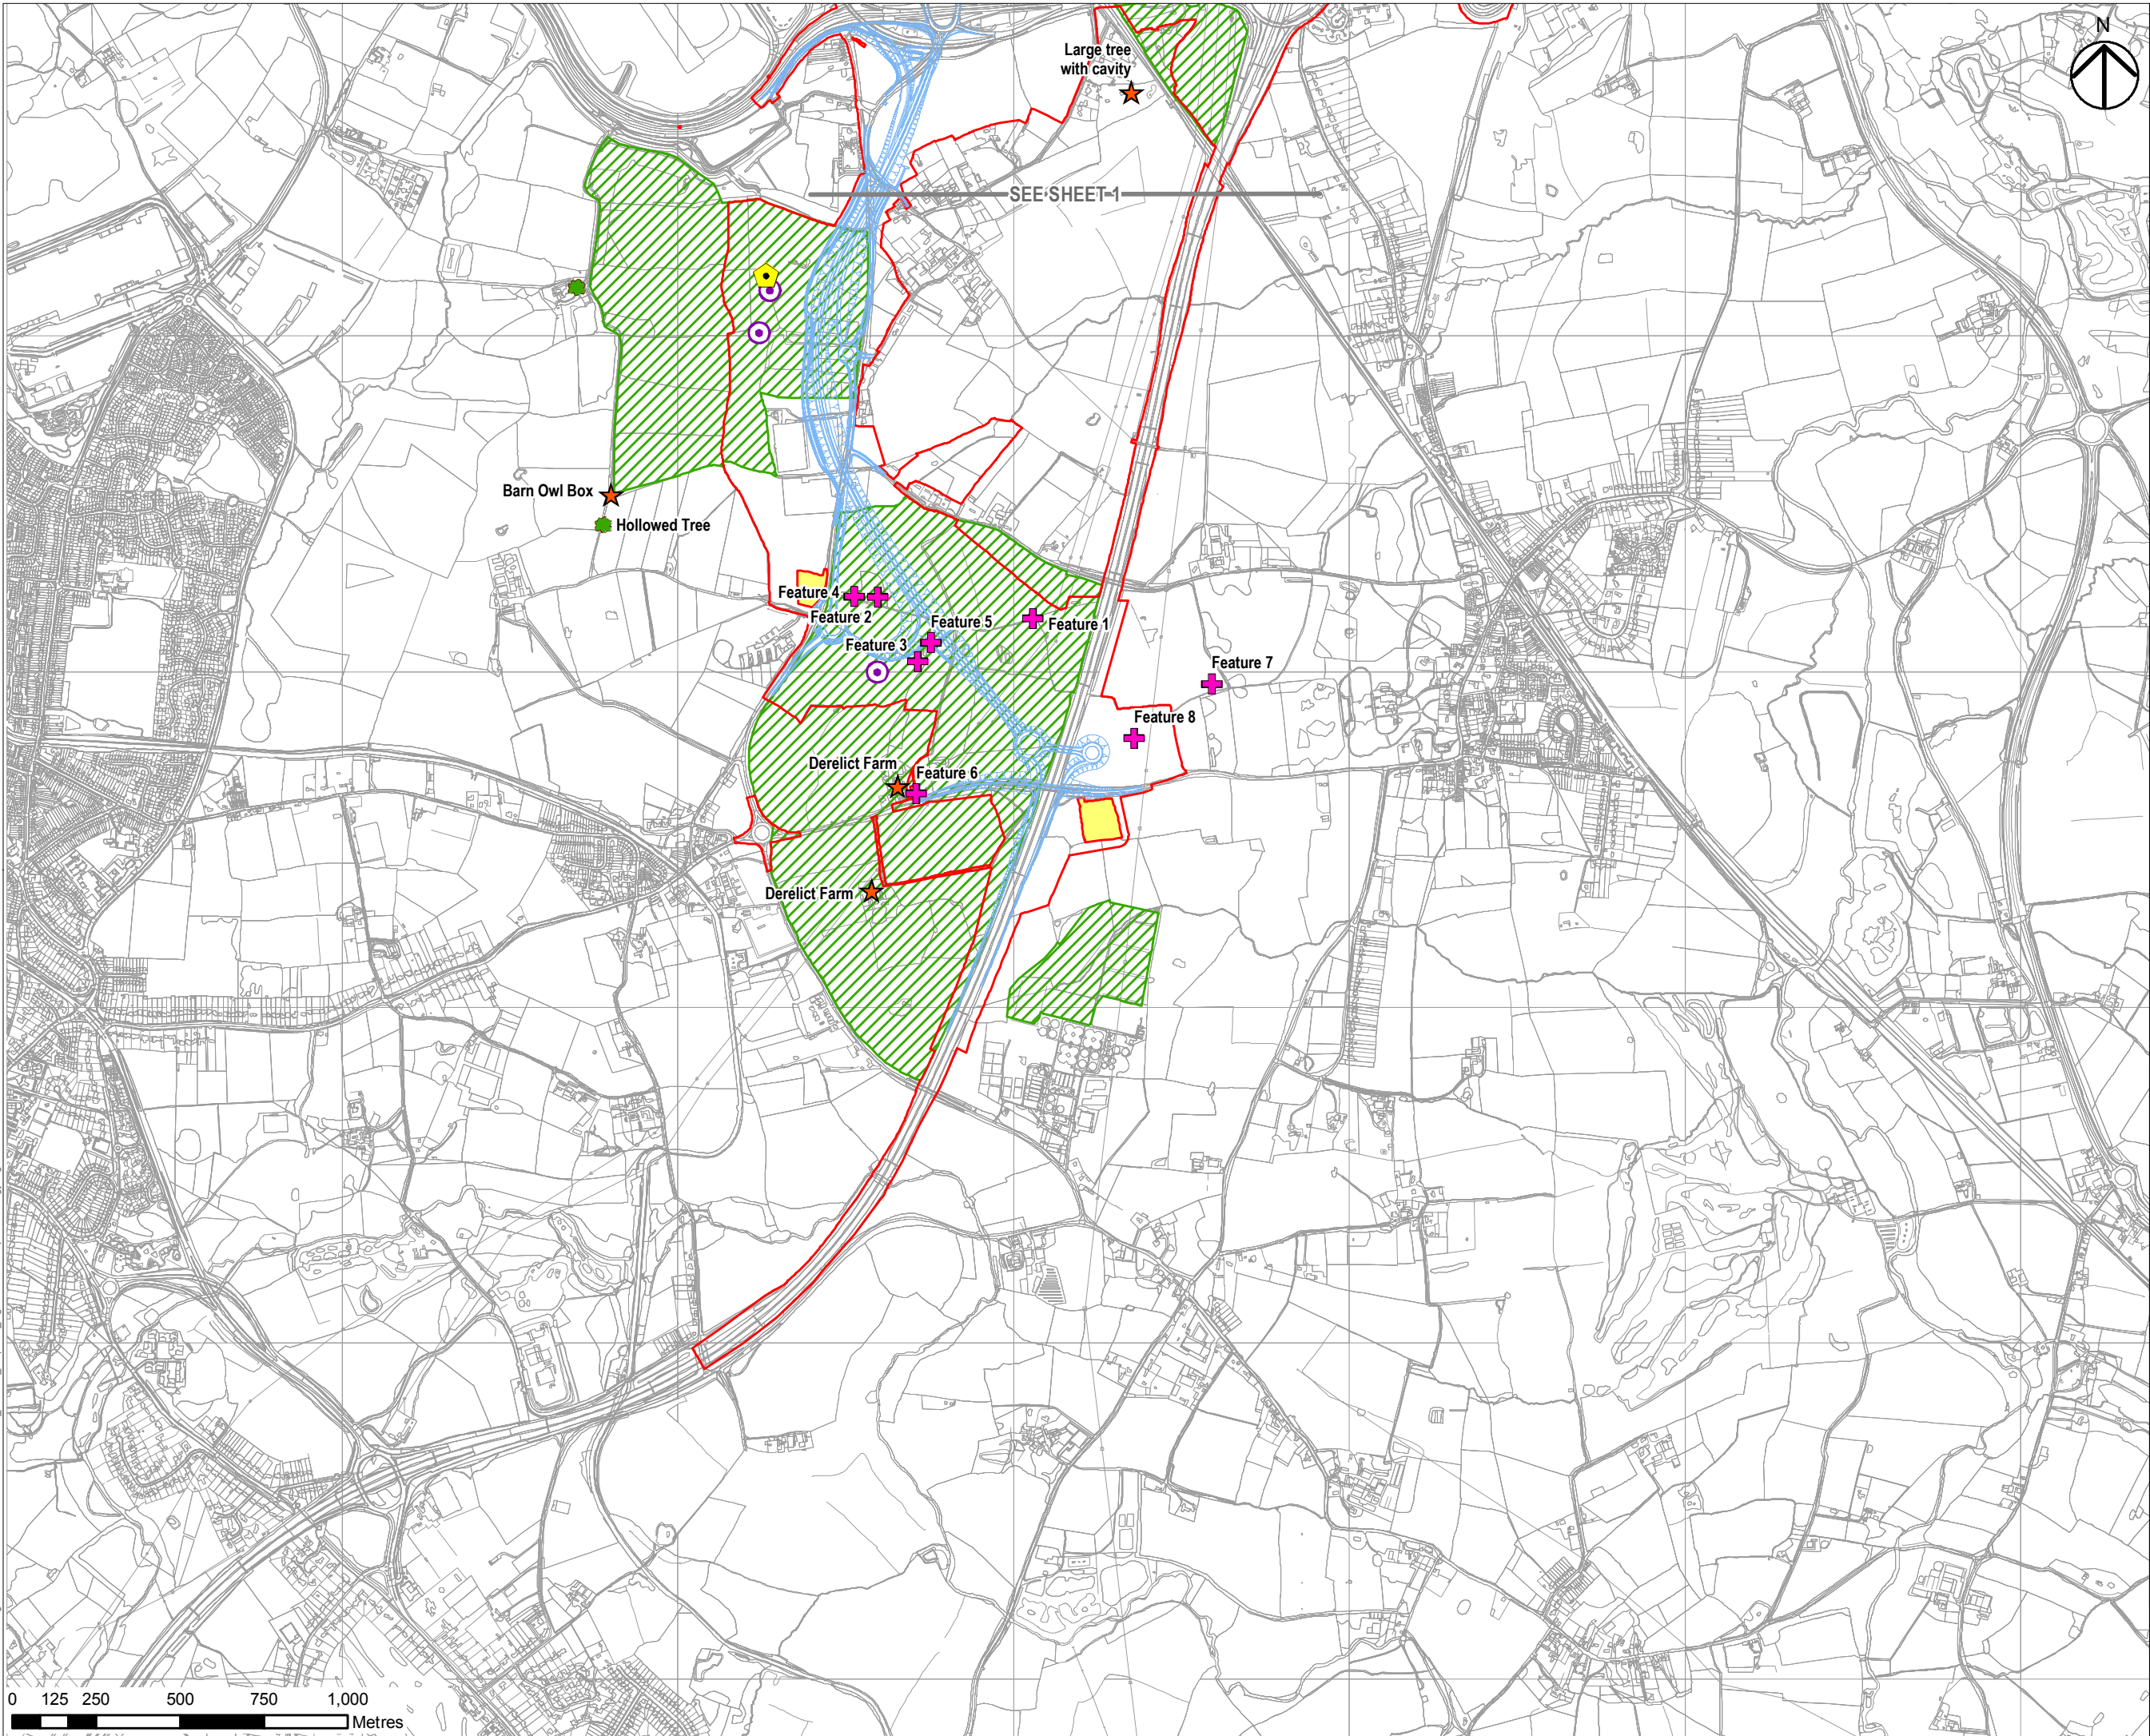 N
Large tree
with cavity
SEE SHEET 1
Barn Owl Box
Hollowed Tree
Feature 4
Feature 2
Feature 5
Feature 1
Feature 3
Feature 7
Feature 8
Derelict Farm
Feature 6
Derelict Farm
0 125 250 500 750 1,000
Metres